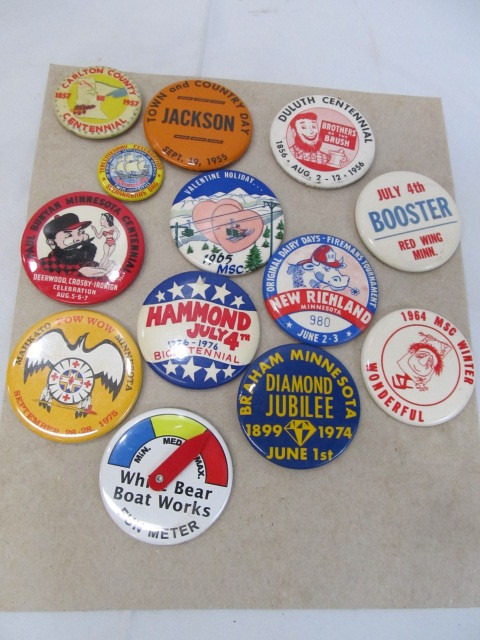 CARLTON COUNTY
1857 1957
CENTENNIAL
TOWN and COUNTRY DAY
JACKSON
SEPT. 19, 1955
DULUTH CENTENNIAL
BROTHERS
OF THE
BRUSH
1856 - AUG. 2-12-1956
PAUL BUNYAN MINNESOTA CENTENNIAL
DEERWOOD, CROSBY-IRONTON
CELEBRATION
AUG. 5-6-7
VALENTINE HOLIDAY...
1965
MSC
JULY 4th
BOOSTER
RED WING
MINN.
ORIGINAL DAIRY DAYS - FIREMANS TOURNAMENT
NEW RICHLAND
MINNESOTA
980
JUNE 2-3
HAMMOND
JULY 4TH
1776-1976
BICENTENNIAL
MAHKATO POW WOW MINNESOTA
SEPTEMBER 26-28, 1975
1964 MSC WINTER
WONDERFUL
BRAHAM MINNESOTA
DIAMOND
JUBILEE
1899 1974
JUNE 1st
MIN. MED. MAX.
White Bear
Boat Works
FUN METER